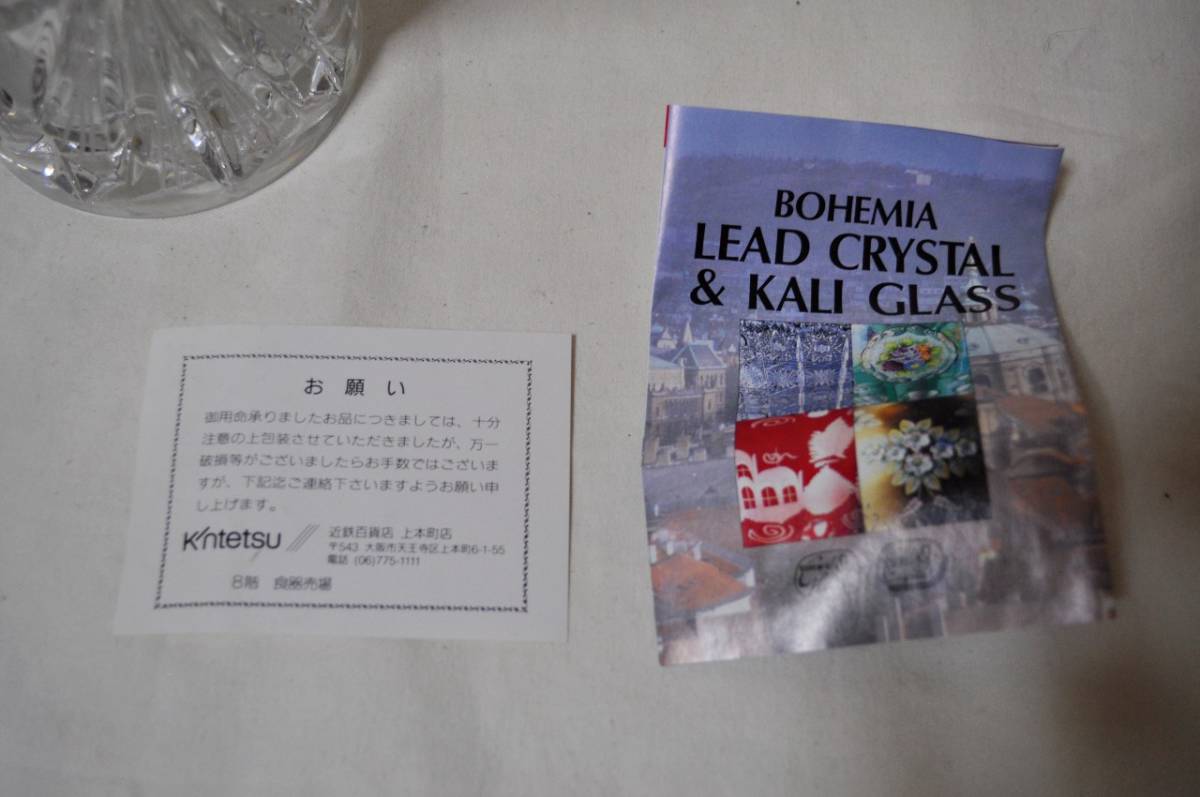 お願い
御用命承りましたお品につきましては、十分
注意の上包装させていただきましたが、万一
破損等がございましたらお手数ではございま
すが、下記迄ご連絡下さいますようお願い申
し上げます。
Kintetsu
近鉄百貨店 上本町店
〒543 大阪市天王寺区上本町6-1-55
電話 (06)775-1111
8階 食器売場
BOHEMIA
LEAD CRYSTAL
& KALI GLASS